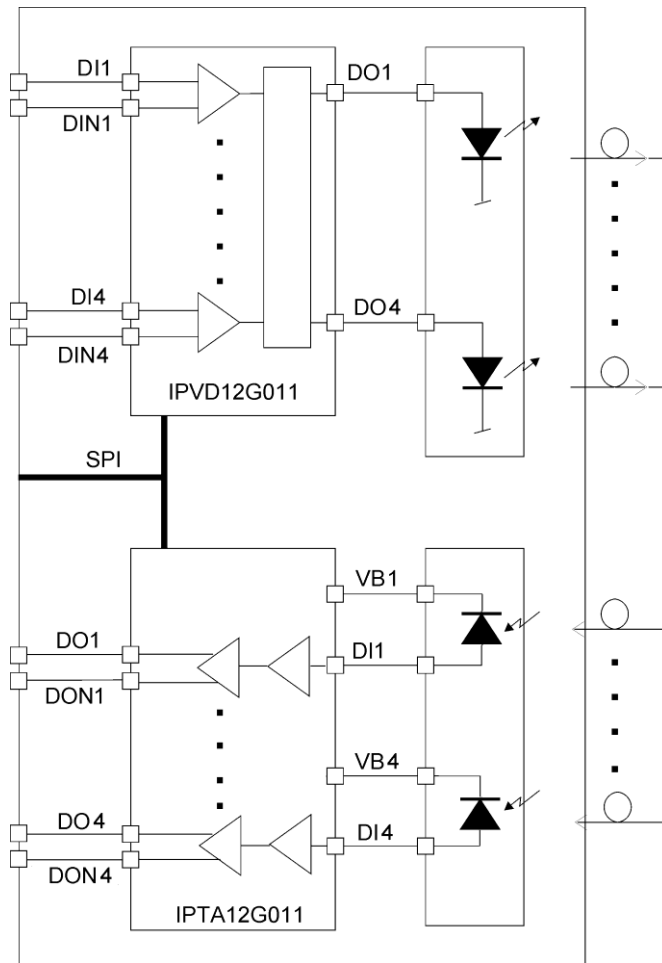 DI1
DIN1
DO1
DI4
DIN4
DO4
IPVD12G011
SPI
VB1
DO1
DI1
DON1
VB4
DO4
DI4
DON4
IPTA12G011